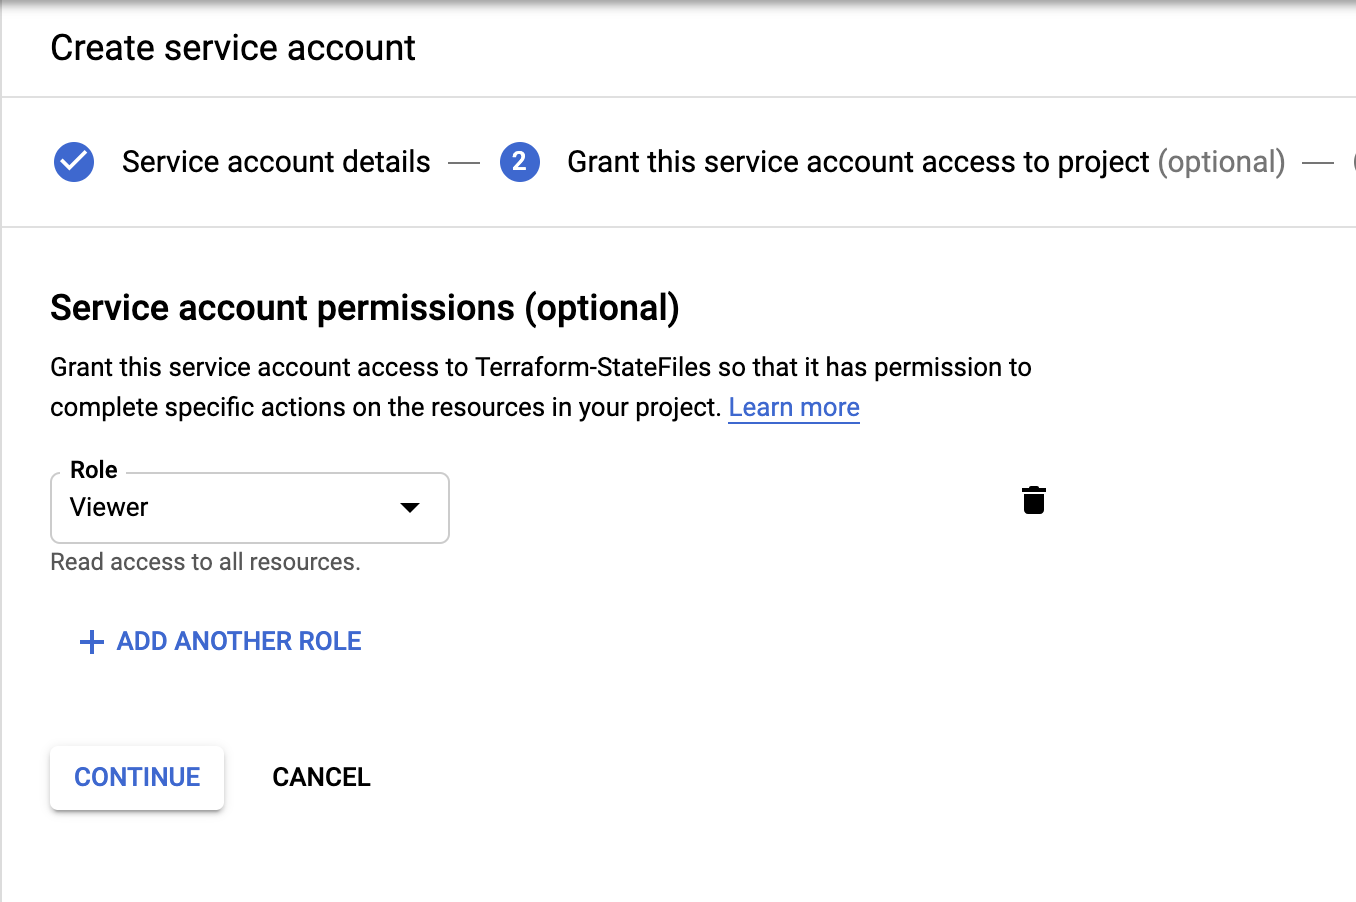 Create service account
Service account details — 2 Grant this service account access to project (optional) —
Service account permissions (optional)
Grant this service account access to Terraform-StateFiles so that it has permission to
complete specific actions on the resources in your project. Learn more
Role
Viewer
Read access to all resources.
+ ADD ANOTHER ROLE
CONTINUE CANCEL